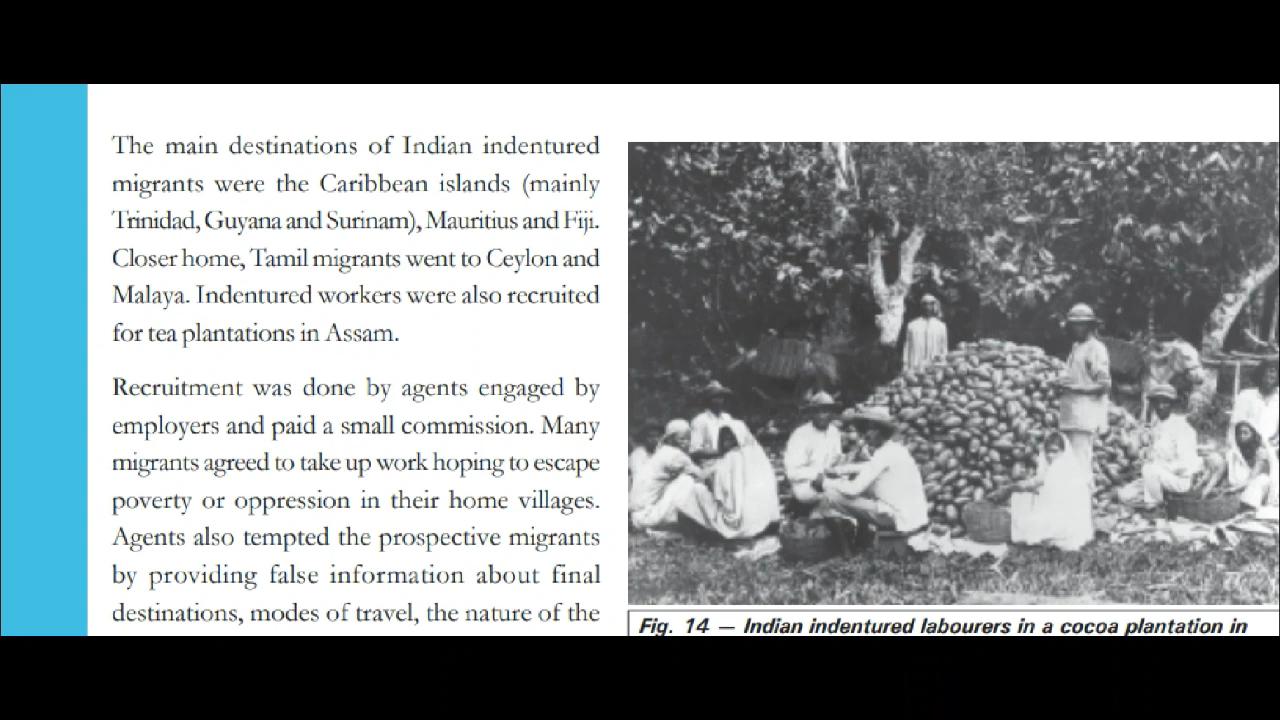 The main destinations of Indian indentured
migrants were the Caribbean islands (mainly
Trinidad, Guyana and Surinam), Mauritius and Fiji.
Closer home, Tamil migrants went to Ceylon and
Malaya. Indentured workers were also recruited
for tea plantations in Assam.
Recruitment was done by agents engaged by
employers and paid a small commission. Many
migrants agreed to take up work hoping to escape
poverty or oppression in their home villages.
Agents also tempted the prospective migrants
by providing false information about final
destinations, modes of travel, the nature of the
Fig. 14 — Indian indentured labourers in a cocoa plantation in